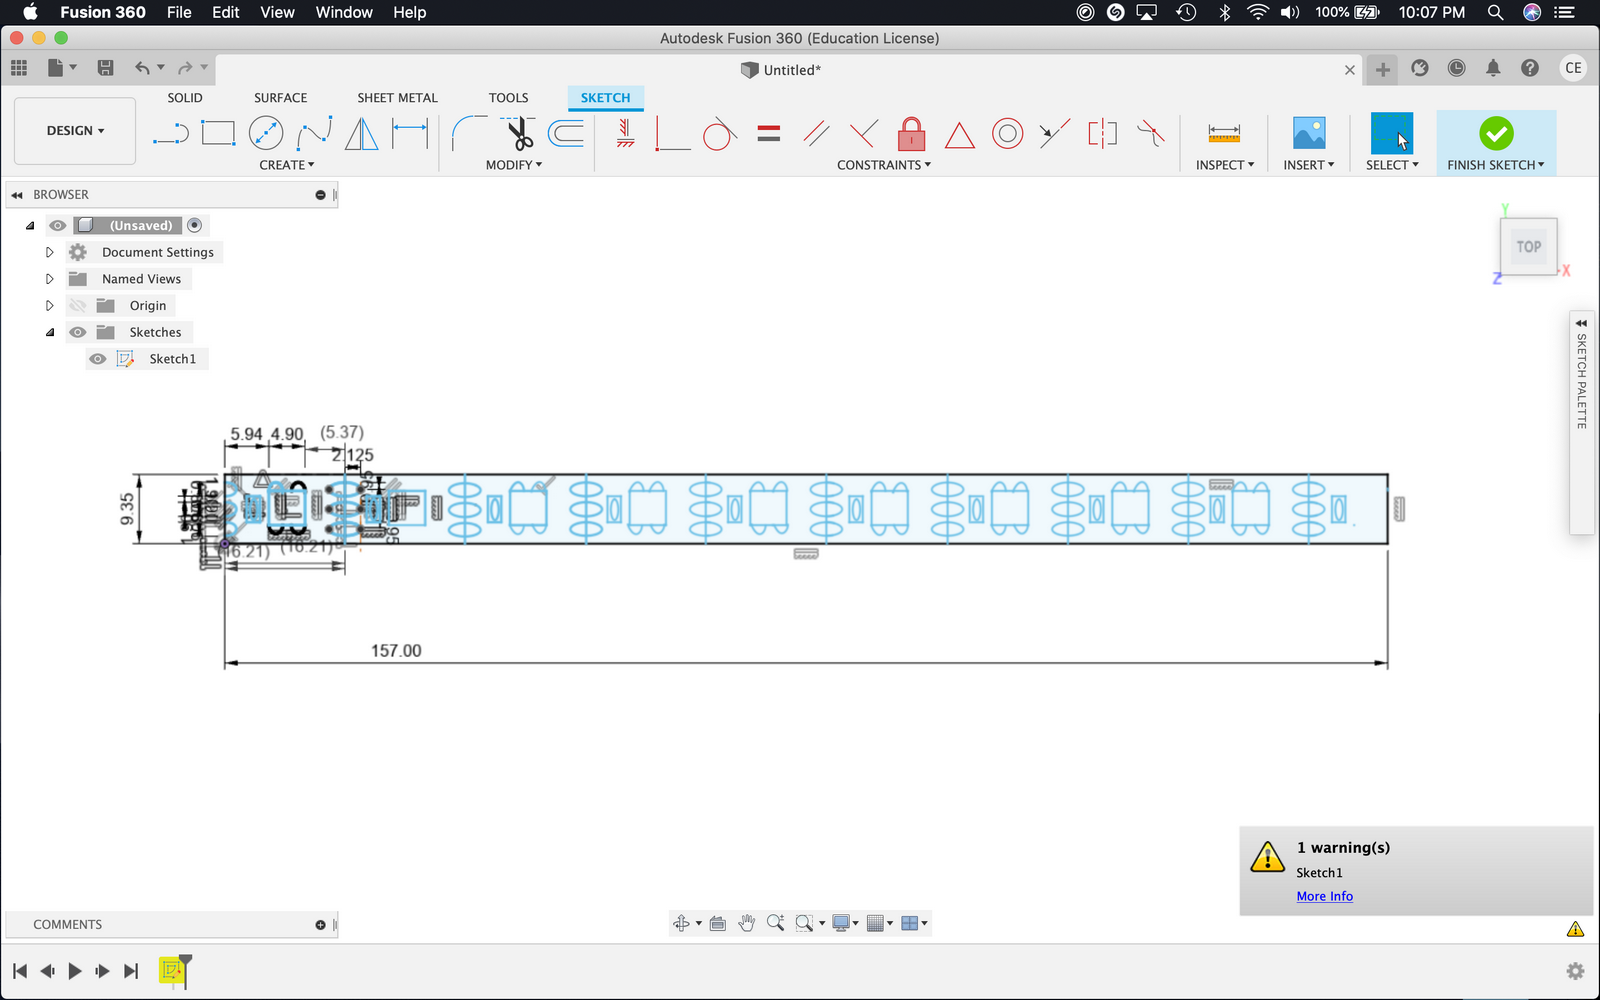 Fusion 360 File Edit View Window Help 100% 10:07 PM
Autodesk Fusion 360 (Education License)
Untitled* CE
SOLID SURFACE SHEET METAL TOOLS SKETCH
DESIGN
CREATE MODIFY CONSTRAINTS INSPECT INSERT SELECT FINISH SKETCH
BROWSER
(Unsaved)
Document Settings
Named Views
Origin
Sketches
Sketch1
Y
TOP
X
Z
SKETCH PALETTE
5.94 4.90 (5.37)
2.125
9.35
(16.21)
157.00
1 warning(s)
Sketch1
More Info
COMMENTS